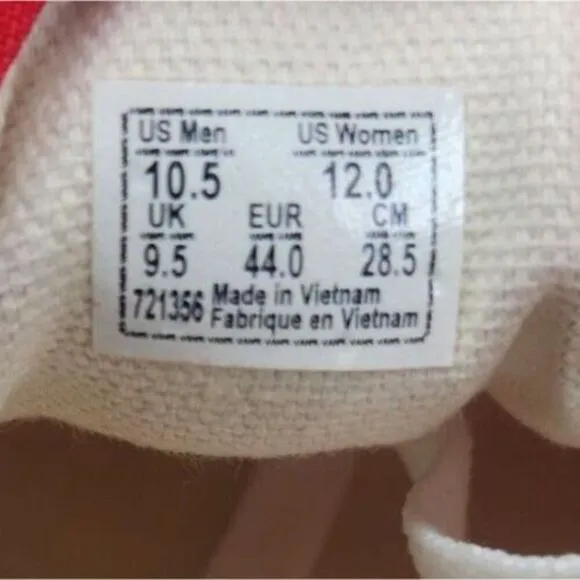 US Men US Women
10.5 12.0
UK EUR CM
9.5 44.0 28.5
721356 Made in Vietnam
Fabrique en Vietnam